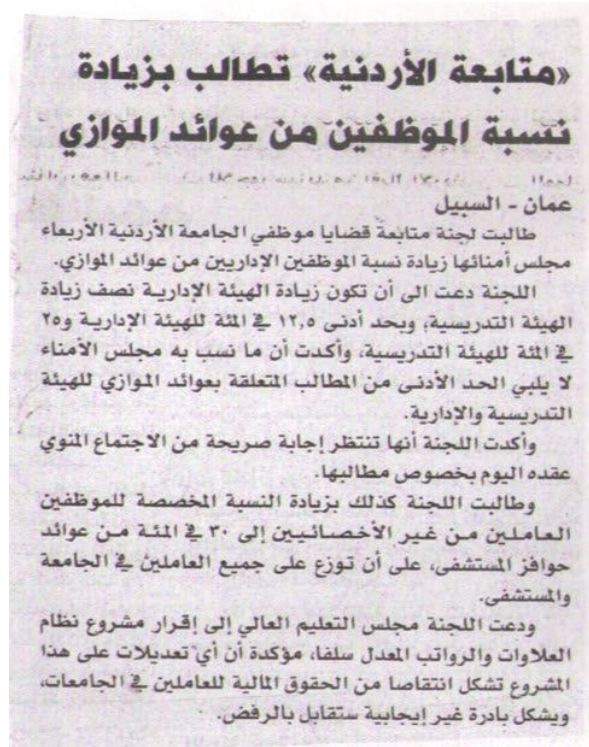 «متابعة الأردنية» تطالب بزيادة
نسبة الموظفين من عوائد الموازي
عمان - السبيل
طالبت لجنة متابعة قضايا موظفي الجامعة الأردنية الأربعاء
مجلس أمنائها زيادة نسبة الموظفين الإداريين من عوائد الموازي.
اللجنة دعت الى أن تكون زيادة الهيئة الإدارية نصف زيادة
الهيئة التدريسية، وبحد أدنى ١٢,٥ في المئة للهيئة الإدارية و٢٥
في المئة للهيئة التدريسية، وأكدت أن ما نسب به مجلس الأمناء
لا يلبي الحد الأدنى من المطالب المتعلقة بعوائد الموازي للهيئة
التدريسية والإدارية.
وأكدت اللجنة أنها تنتظر إجابة صريحة من الاجتماع المنوي
عقده اليوم بخصوص مطالبها.
وطالبت اللجنة كذلك بزيادة النسبة المخصصة للموظفين
العاملين من غير الأخصائيين إلى ٣٠ في المئة من عوائد
حوافز المستشفى، على أن توزع على جميع العاملين في الجامعة
والمستشفى.
ودعت اللجنة مجلس التعليم العالي إلى إقرار مشروع نظام
العلاوات والرواتب المعدل سلفا، مؤكدة أن أي تعديلات على هذا
المشروع تشكل انتقاصا من الحقوق المالية للعاملين في الجامعات،
ويشكل بادرة غير إيجابية ستقابل بالرفض.